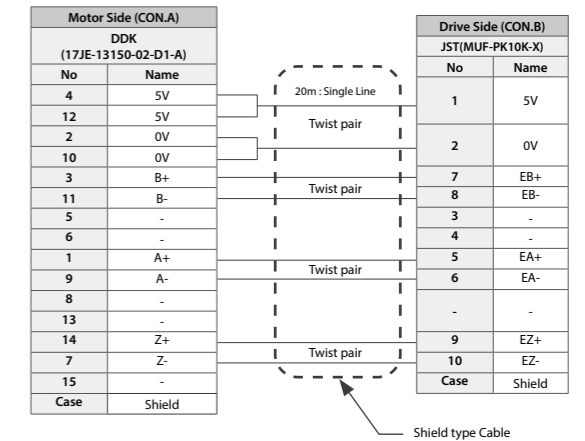 Motor Side (CON.A)
DDK
(17JE-13150-02-D1-A)
No Name
4 5V
12 5V
2 0V
10 0V
3 B+
11 B-
5 -
6 -
1 A+
9 A-
8 -
13 -
14 Z+
7 Z-
15 -
Case Shield
20m : Single Line
Twist pair
Twist pair
Twist pair
Twist pair
Drive Side (CON.B)
JST(MUF-PK10K-X)
No Name
1 5V
2 0V
7 EB+
8 EB-
3 -
4 -
5 EA+
6 EA-
- -
9 EZ+
10 EZ-
Case Shield
Shield type Cable